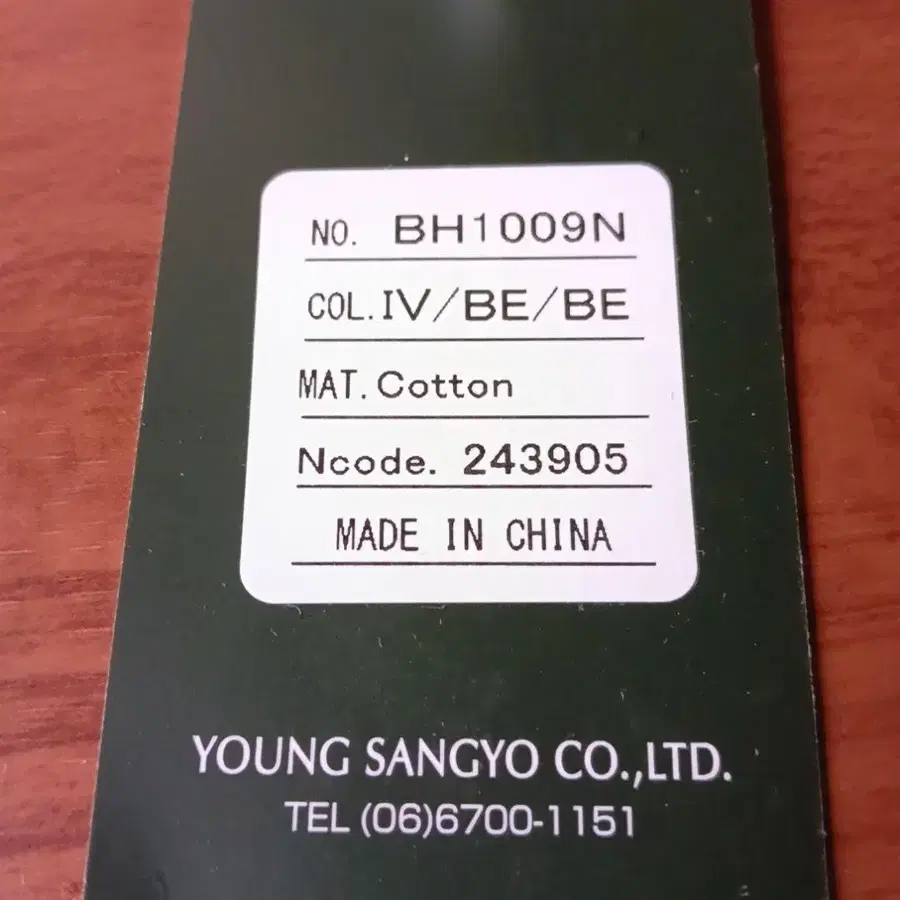 NO. BH1009N
COL.IV/BE/BE
MAT.Cotton
Ncode. 243905
MADE IN CHINA
YOUNG SANGYO CO.,LTD.
TEL (06)6700-1151